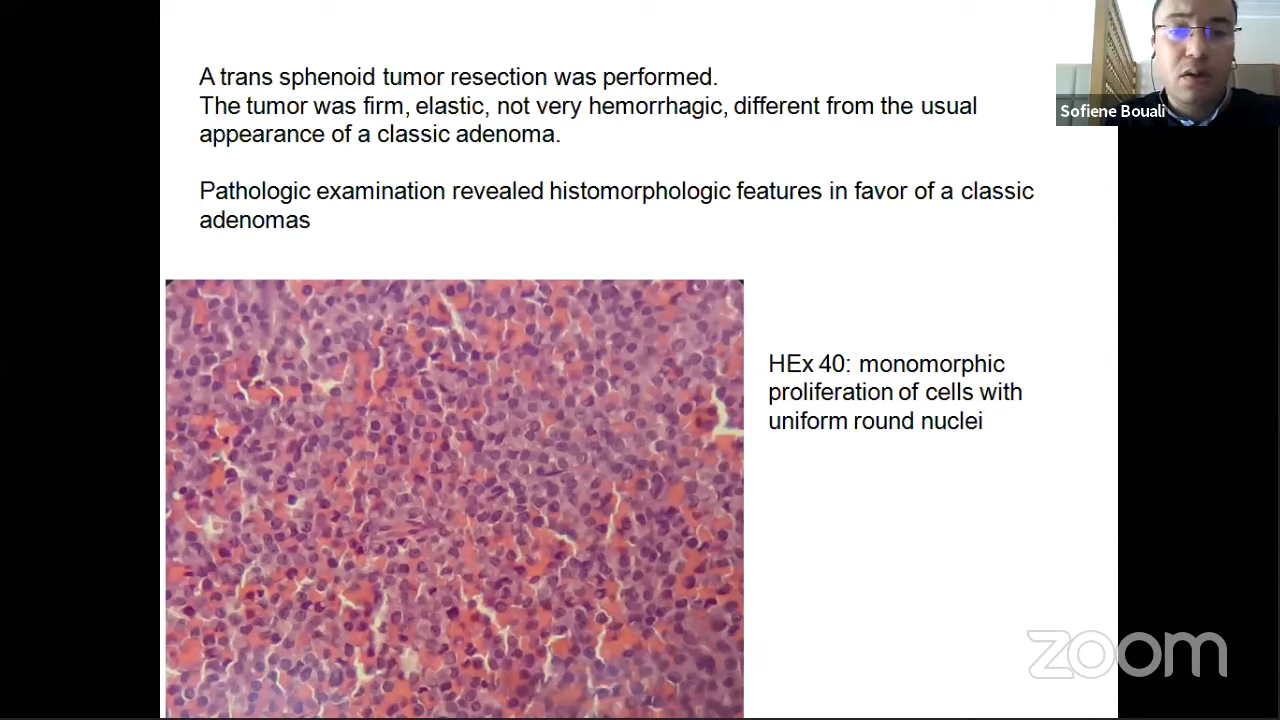 A trans sphenoid tumor resection was performed.
The tumor was firm, elastic, not very hemorrhagic, different from the usual
appearance of a classic adenoma.
Pathologic examination revealed histomorphologic features in favor of a classic
adenomas
HEx 40: monomorphic
proliferation of cells with
uniform round nuclei
Sofiene Bouali
zoom